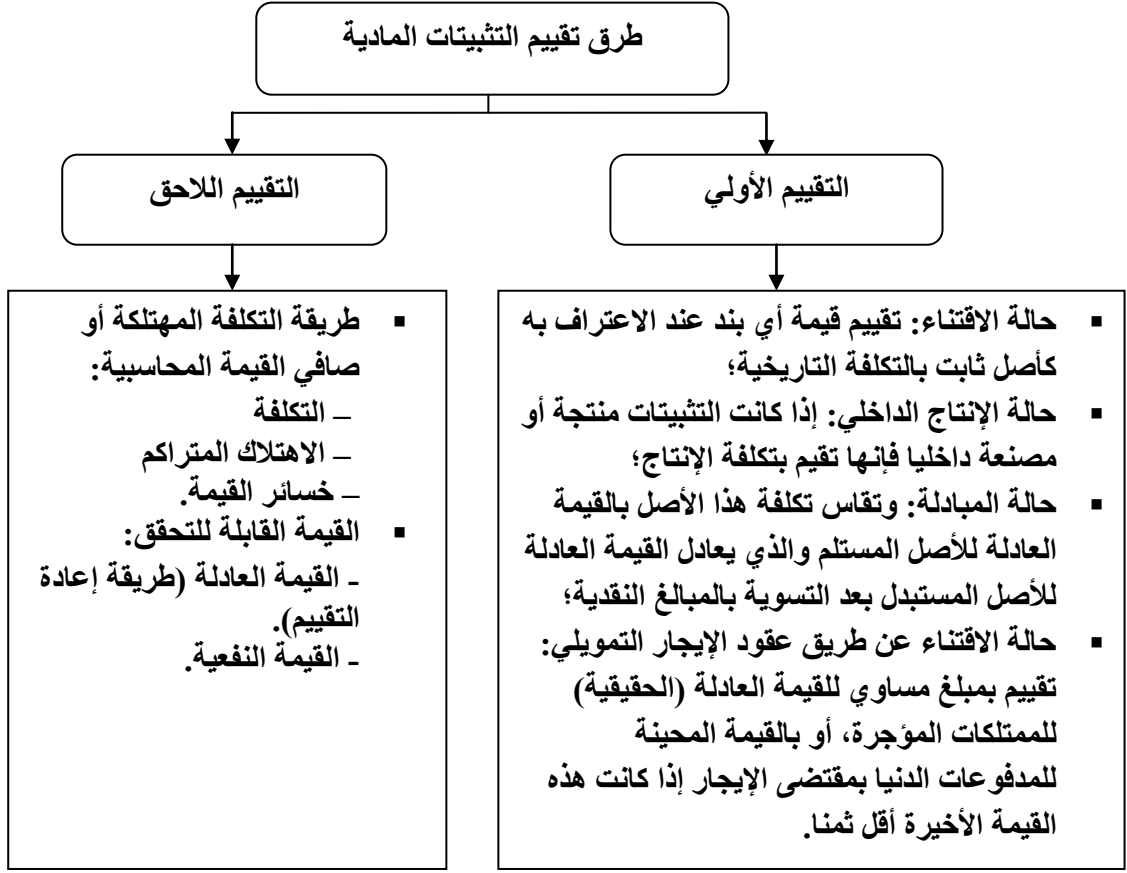 طرق تقييم التثبيتات المادية
التقييم الأولي
التقييم اللاحق
▪ حالة الاقتناء: تقييم قيمة أي بند عند الاعتراف به
كأصل ثابت بالتكلفة التاريخية؛
▪ حالة الإنتاج الداخلي: إذا كانت التثبيتات منتجة أو
مصنعة داخليا فإنها تقيم بتكلفة الإنتاج؛
▪ حالة المبادلة: وتقاس تكلفة هذا الأصل بالقيمة
العادلة للأصل المستلم والذي يعادل القيمة العادلة
للأصل المستبدل بعد التسوية بالمبالغ النقدية؛
▪ حالة الاقتناء عن طريق عقود الإيجار التمويلي:
تقييم بمبلغ مساوي للقيمة العادلة (الحقيقية)
للممتلكات المؤجرة، أو بالقيمة المحينة
للمدفوعات الدنيا بمقتضى الإيجار إذا كانت هذه
القيمة الأخيرة أقل ثمنا.
▪ طريقة التكلفة المهتلكة أو
صافي القيمة المحاسبية:
– التكلفة
– الاهتلاك المتراكم
– خسائر القيمة.
▪ القيمة القابلة للتحقق:
- القيمة العادلة (طريقة إعادة
التقييم).
- القيمة النفعية.